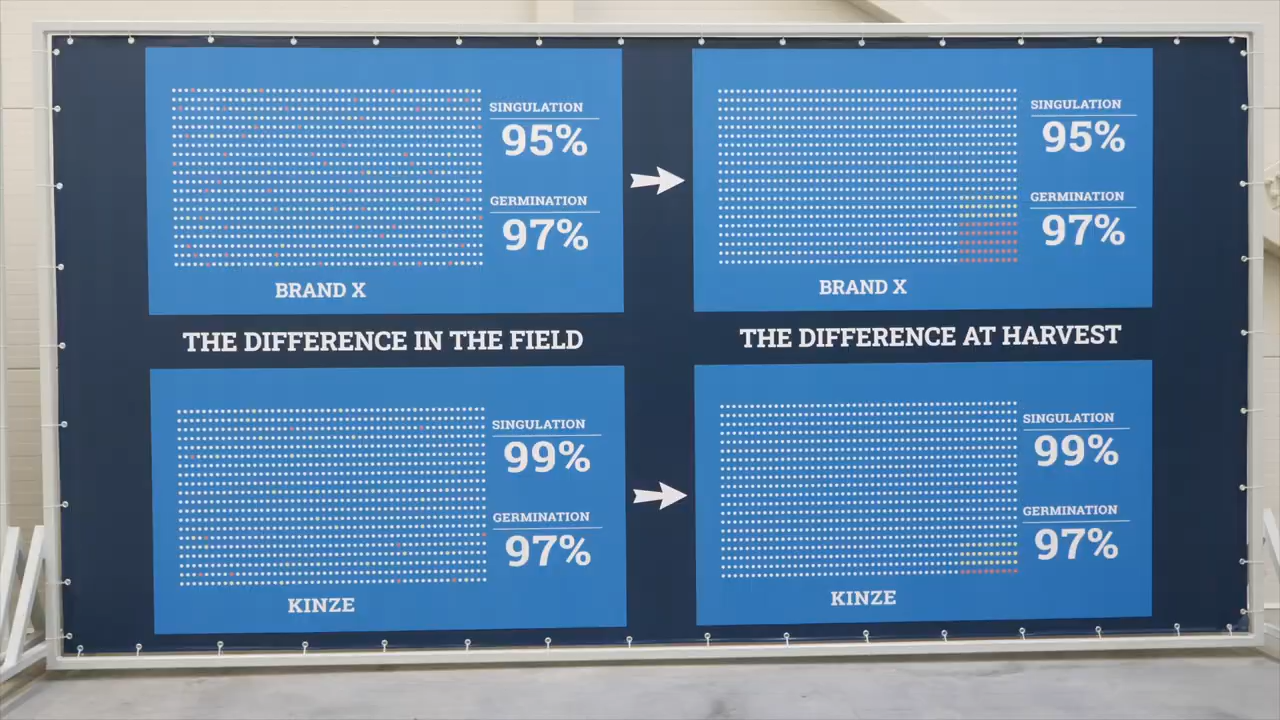 SINGULATION
95%
GERMINATION
97%
BRAND X
SINGULATION
95%
GERMINATION
97%
BRAND X
THE DIFFERENCE IN THE FIELD
THE DIFFERENCE AT HARVEST
SINGULATION
99%
GERMINATION
97%
KINZE
SINGULATION
99%
GERMINATION
97%
KINZE